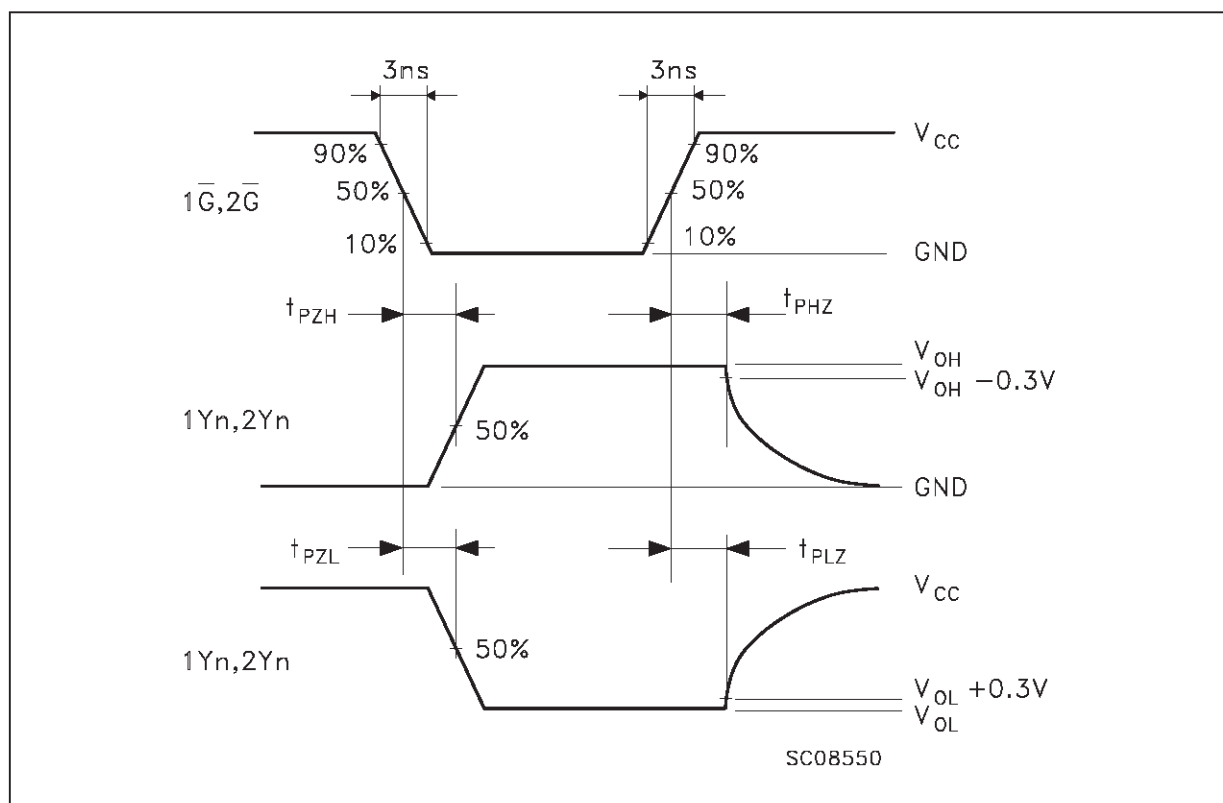 3ns 3ns
V_CC
90% 90%
1G̅,2G̅ 50% 50%
10% 10%
GND
t_PZH t_PHZ
V_OH
V_OH −0.3V
1Yn,2Yn 50%
GND
t_PZL t_PLZ
V_CC
1Yn,2Yn 50%
V_OL +0.3V
V_OL
SC08550